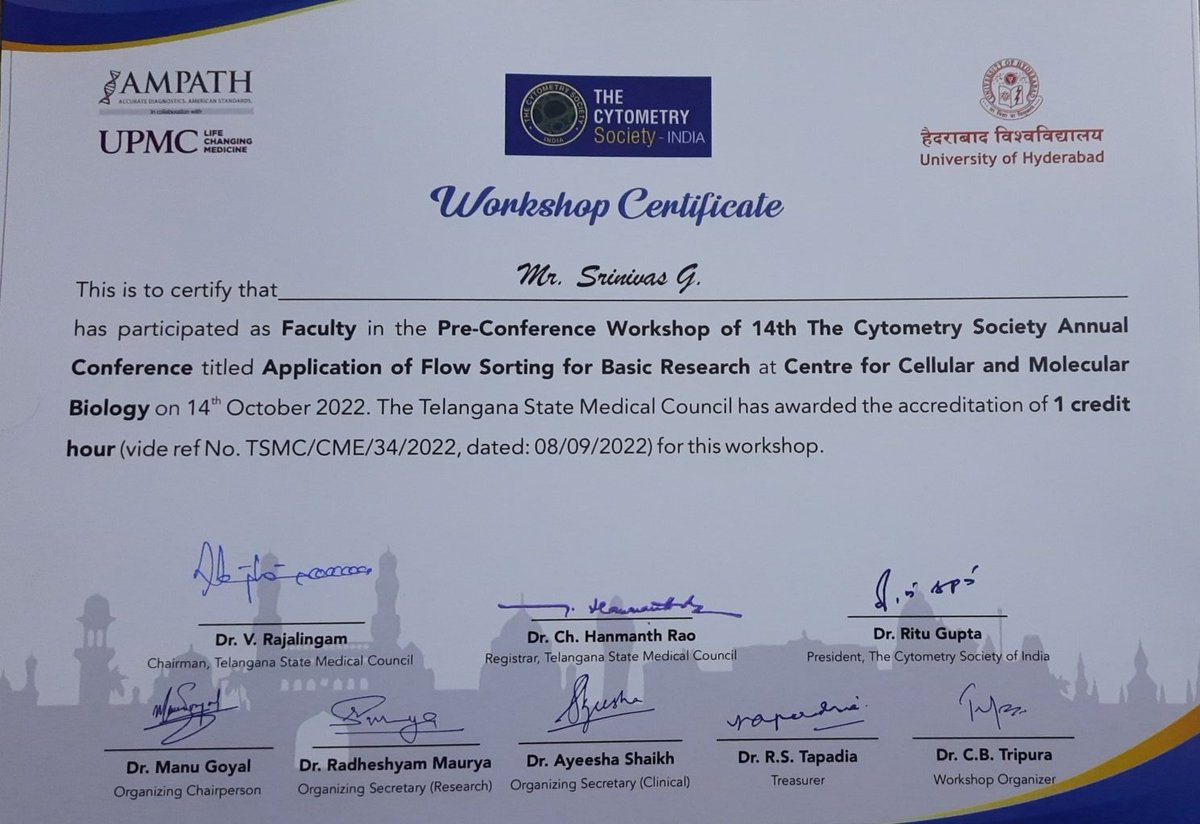 AMPATH
ACCURATE DIAGNOSTICS. AMERICAN STANDARDS.
In collaboration with
UPMC LIFE CHANGING MEDICINE
THE CYTOMETRY SOCIETY
INDIA
THE
CYTOMETRY
Society - INDIA
UNIVERSITY OF HYDERABAD
हैदराबाद विश्वविद्यालय
University of Hyderabad
Workshop Certificate
This is to certify that Mr. Srinivas G.
has participated as Faculty in the Pre-Conference Workshop of 14th The Cytometry Society Annual
Conference titled Application of Flow Sorting for Basic Research at Centre for Cellular and Molecular
Biology on 14th October 2022. The Telangana State Medical Council has awarded the accreditation of 1 credit
hour (vide ref No. TSMC/CME/34/2022, dated: 08/09/2022) for this workshop.
Dr. V. Rajalingam
Chairman, Telangana State Medical Council
Dr. Ch. Hanmanth Rao
Registrar, Telangana State Medical Council
Dr. Ritu Gupta
President, The Cytometry Society of India
Dr. Manu Goyal
Organizing Chairperson
Dr. Radheshyam Maurya
Organizing Secretary (Research)
Dr. Ayeesha Shaikh
Organizing Secretary (Clinical)
Dr. R.S. Tapadia
Treasurer
Dr. C.B. Tripura
Workshop Organizer